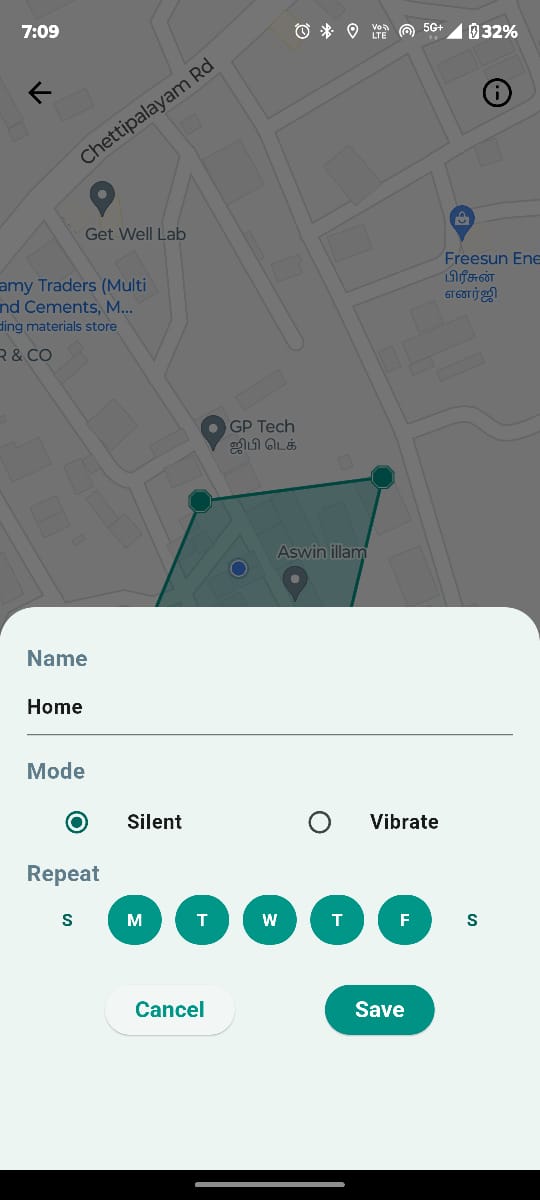 7:09
Vo))
LTE
5G+
32%
Chettipalayam Rd
Get Well Lab
Freesun Ene
பிரீசுன்
எனர்ஜி
amy Traders (Multi
nd Cements, M...
ding materials store
R & CO
GP Tech
ஜிபி டெக்
Aswin illam
Name
Home
Mode
Silent
Vibrate
Repeat
S M T W T F S
Cancel
Save